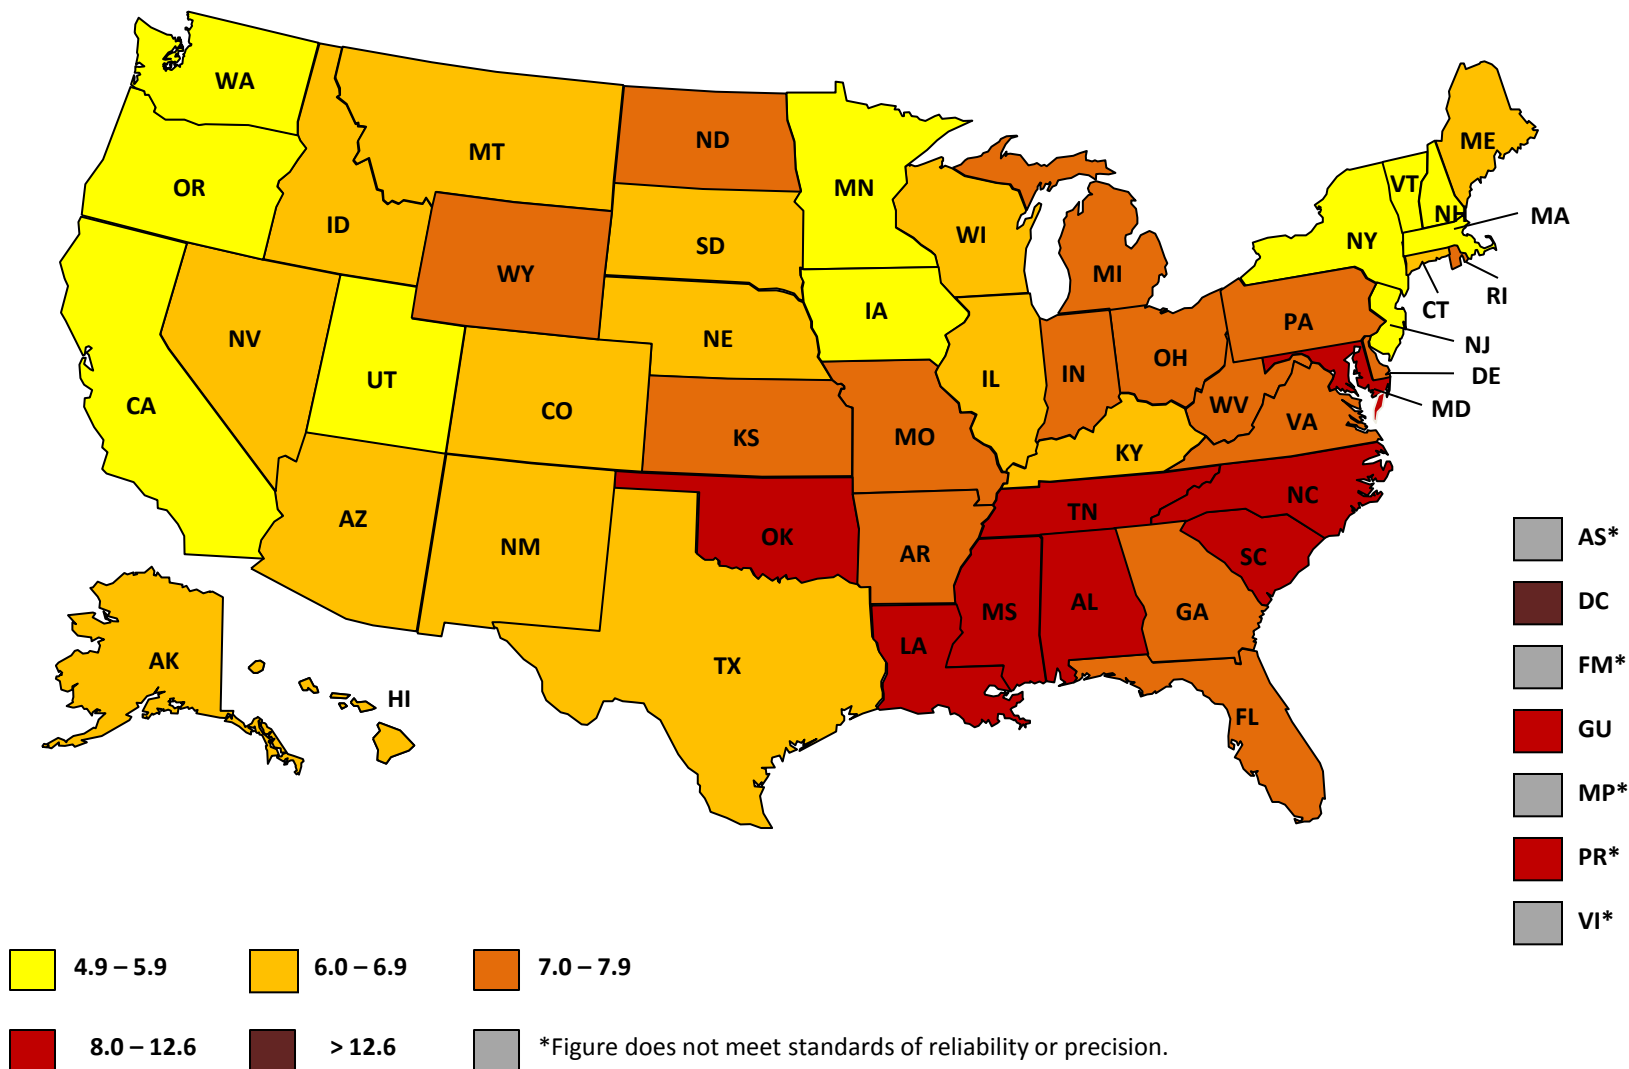 WA
MT
ND
OR
ID
SD
WY
MN
WI
MI
ME
VT
NH
MA
NY
CT
RI
NJ
PA
DE
MD
IA
NE
NV
UT
CA
CO
IL
IN
OH
WV
VA
KS
MO
KY
AZ
NM
OK
AR
TN
NC
SC
MS
AL
GA
LA
TX
FL
AK
HI
AS*
DC
FM*
GU
MP*
PR*
VI*
4.9 – 5.9
6.0 – 6.9
7.0 – 7.9
8.0 – 12.6
> 12.6
*Figure does not meet standards of reliability or precision.